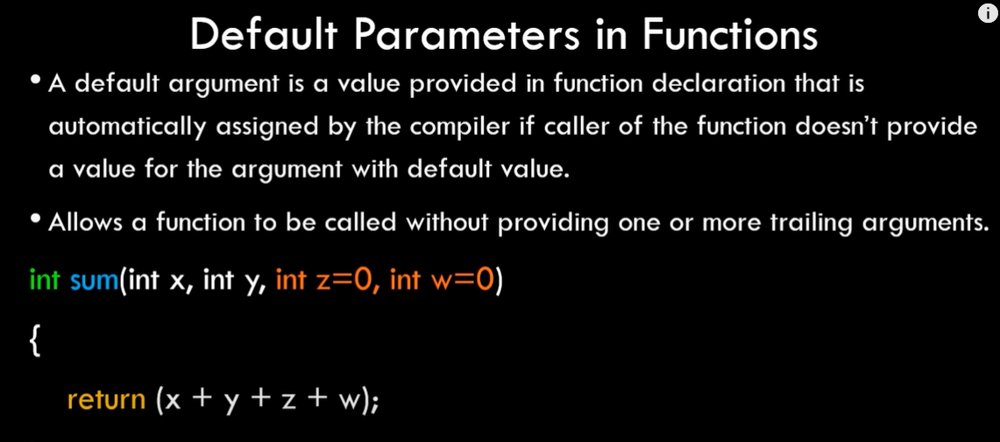 Default Parameters in Functions
• A default argument is a value provided in function declaration that is
automatically assigned by the compiler if caller of the function doesn't provide
a value for the argument with default value.
• Allows a function to be called without providing one or more trailing arguments.
int sum(int x, int y, int z=0, int w=0)
{
return (x + y + z + w);